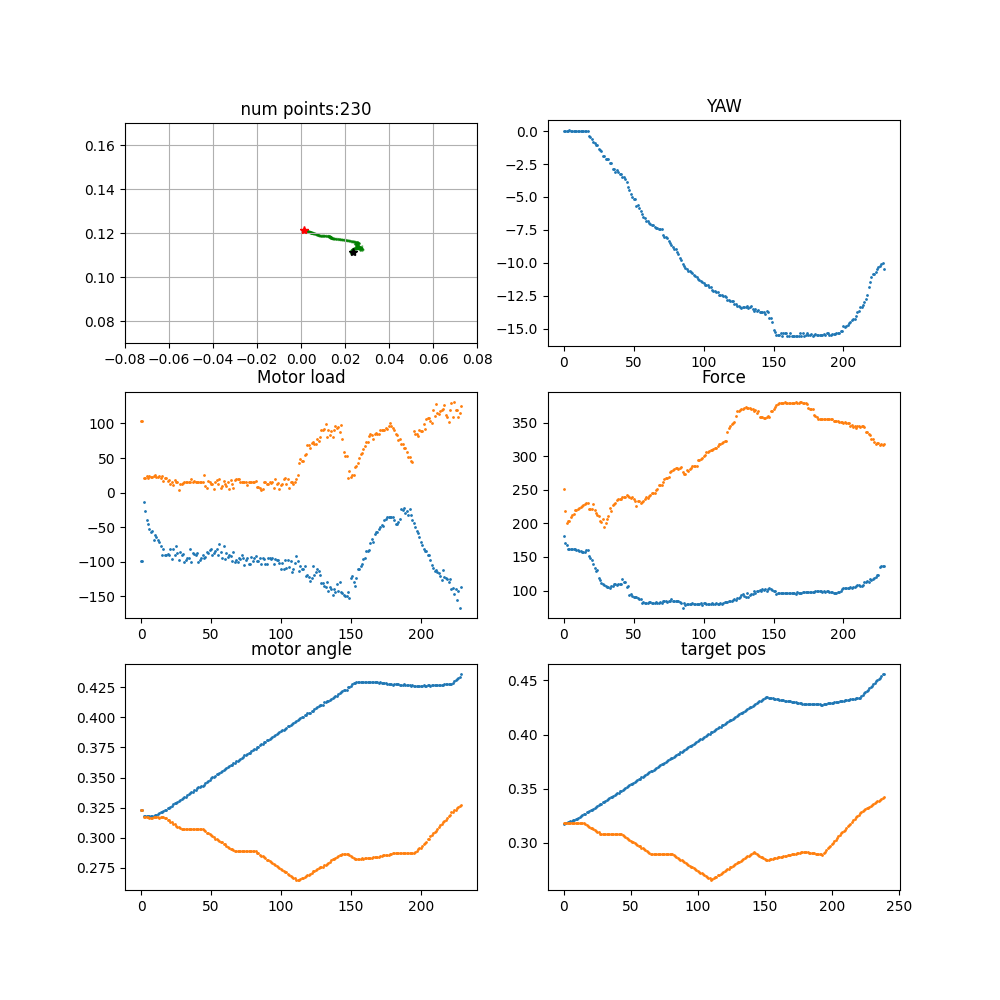 num points:230
0.16
0.14
0.12
0.10
0.08
−0.08 −0.06 −0.04 −0.02 0.00 0.02 0.04 0.06 0.08
YAW
0.0
−2.5
−5.0
−7.5
−10.0
−12.5
−15.0
0 50 100 150 200
Motor load
100
50
0
−50
−100
−150
0 50 100 150 200
Force
350
300
250
200
150
100
0 50 100 150 200
motor angle
0.425
0.400
0.375
0.350
0.325
0.300
0.275
0 50 100 150 200
target pos
0.45
0.40
0.35
0.30
0 50 100 150 200 250